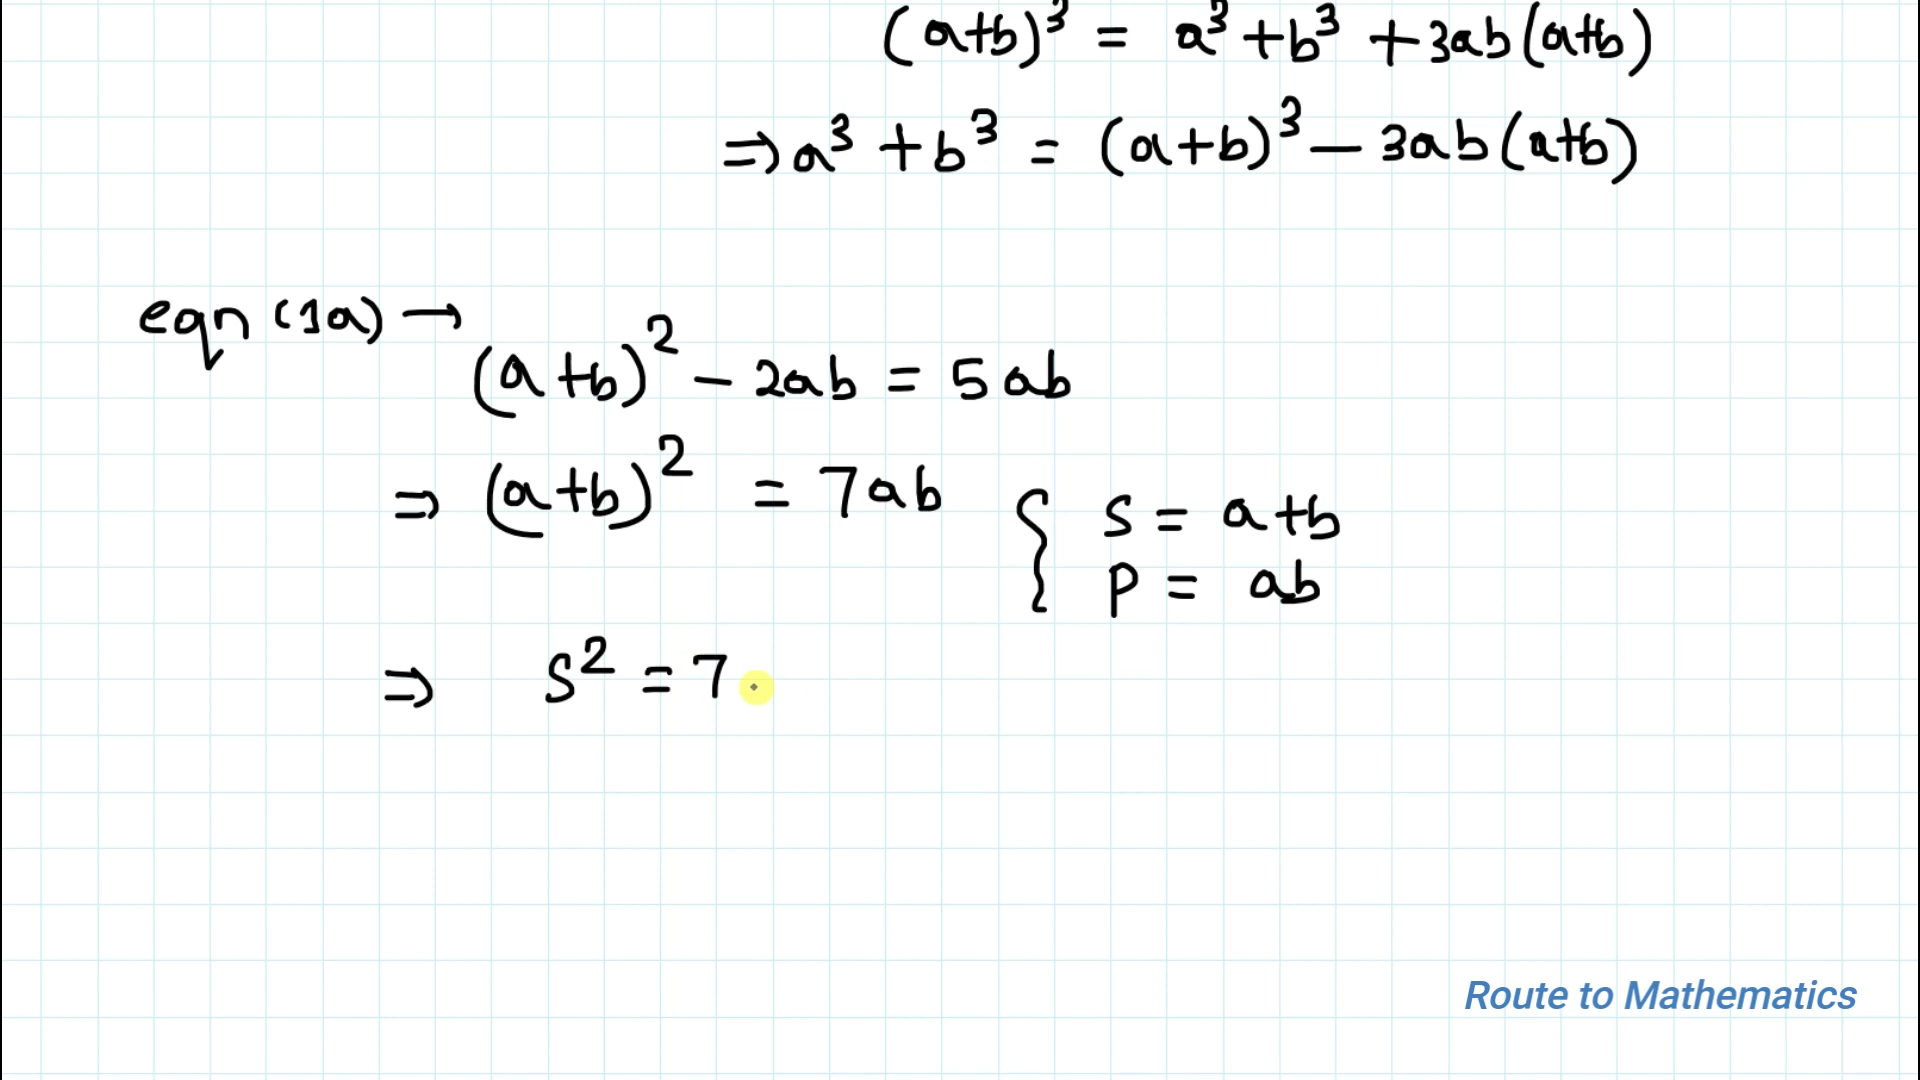 (a+b)³ = a³+b³ +3ab(a+b)
⇒ a³ + b³ = (a+b)³ − 3ab(a+b)
eqn (1a) →
(a+b)² − 2ab = 5ab
⇒ (a+b)² = 7ab { S = a+b
P = ab
⇒ S² = 7
Route to Mathematics